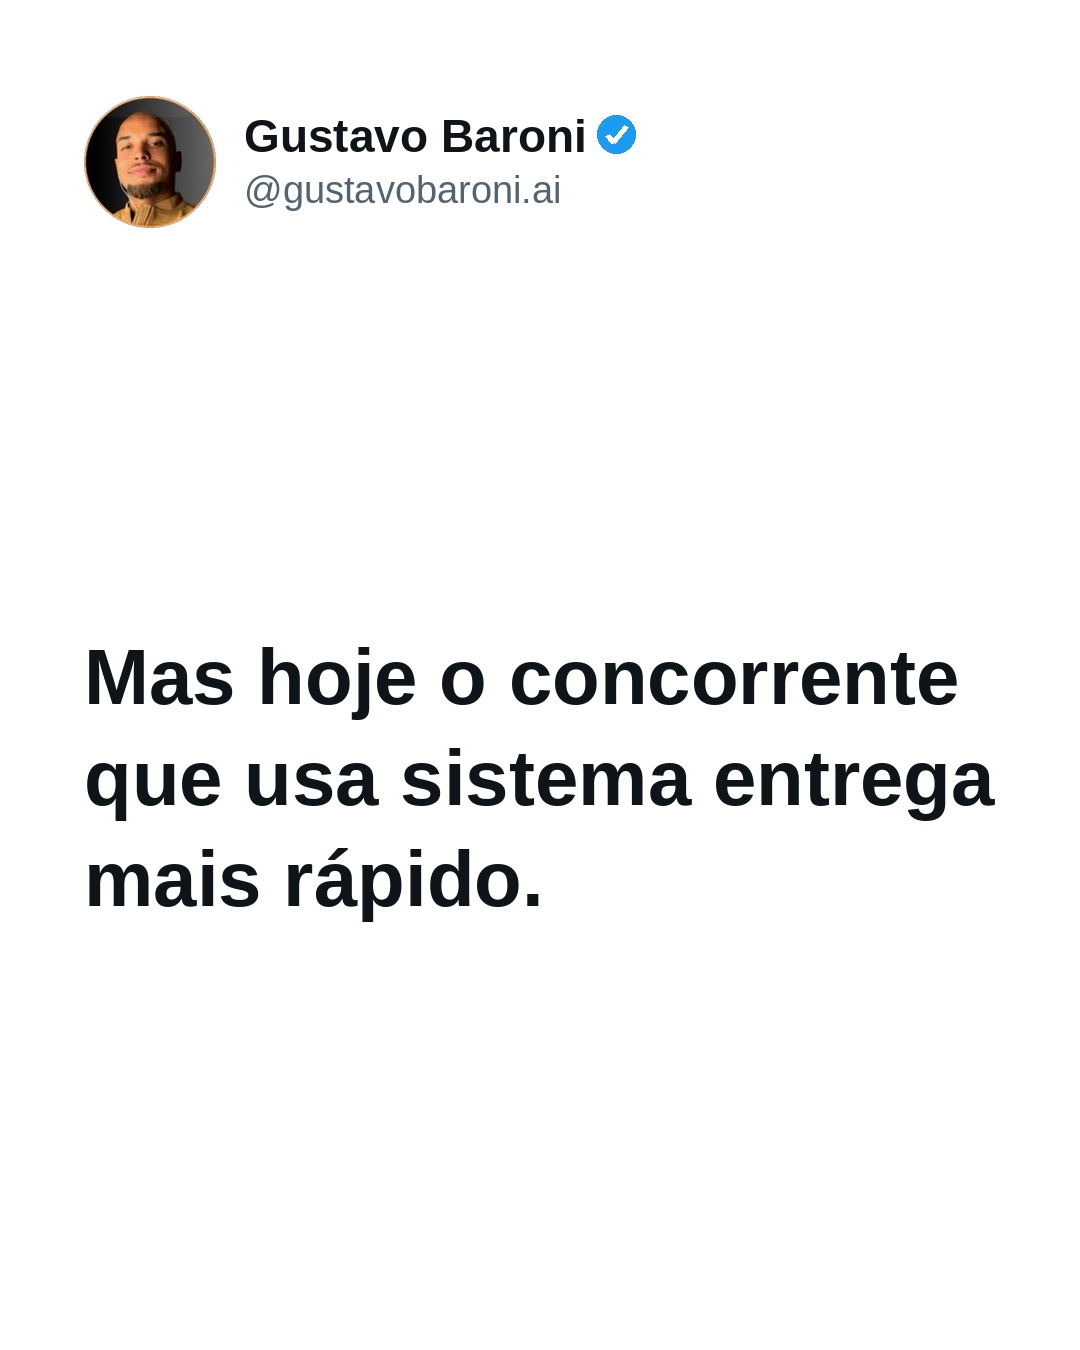 Gustavo Baroni
@gustavobaroni.ai
Mas hoje o concorrente
que usa sistema entrega
mais rápido.